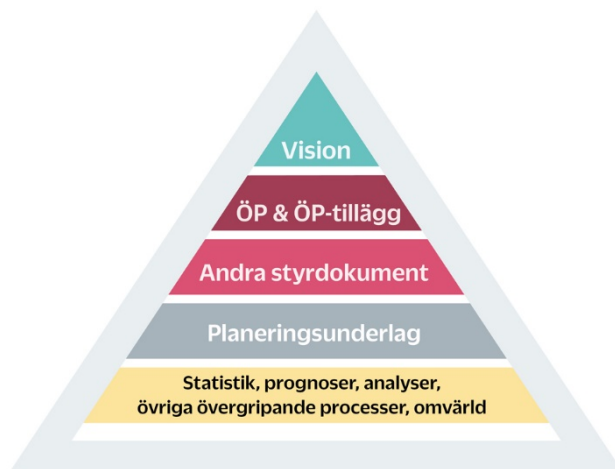 Vision
ÖP & ÖP-tillägg
Andra styrdokument
Planeringsunderlag
Statistik, prognoser, analyser,
övriga övergripande processer, omvärld